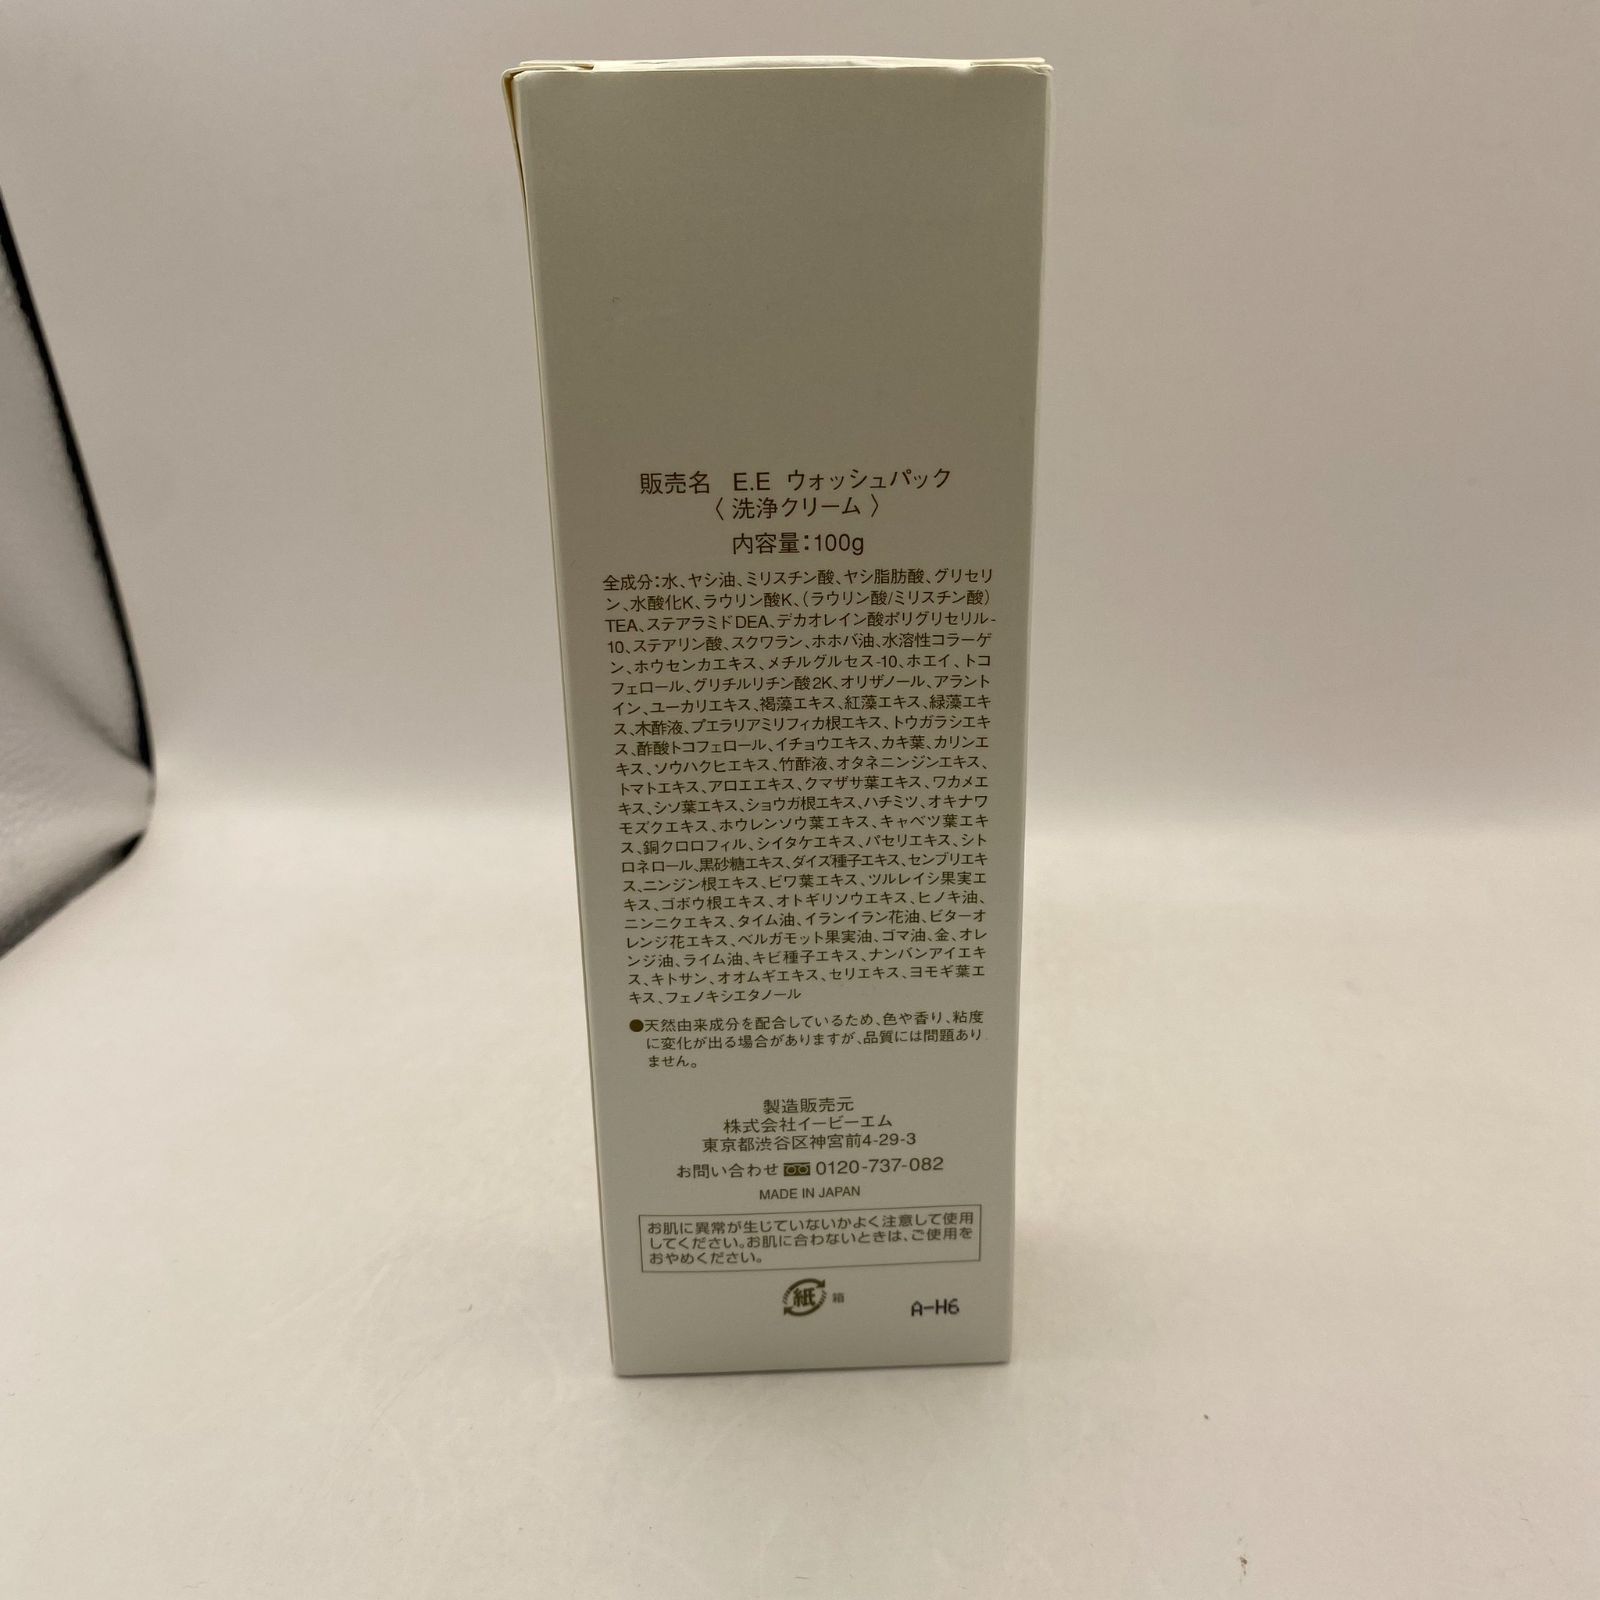 販売名 E.E ウォッシュパック
〈 洗浄クリーム 〉
内容量：100g
全成分：水、ヤシ油、ミリスチン酸、ヤシ脂肪酸、グリセリ
ン、水酸化K、ラウリン酸K、（ラウリン酸/ミリスチン酸）
TEA、ステアラミドDEA、デカオレイン酸ポリグリセリル-
10、ステアリン酸、スクワラン、ホホバ油、水溶性コラーゲ
ン、ホウセンカエキス、メチルグルセス-10、ホエイ、トコ
フェロール、グリチルリチン酸2K、オリザノール、アラント
イン、ユーカリエキス、褐藻エキス、紅藻エキス、緑藻エキ
ス、木酢液、プエラリアミリフィカ根エキス、トウガラシエキ
ス、酢酸トコフェロール、イチョウエキス、カキ葉、カリンエ
キス、ソウハクヒエキス、竹酢液、オタネニンジンエキス、
トマトエキス、アロエエキス、クマザサ葉エキス、ワカメエ
キス、シソ葉エキス、ショウガ根エキス、ハチミツ、オキナワ
モズクエキス、ホウレンソウ葉エキス、キャベツ葉エキ
ス、銅クロロフィル、シイタケエキス、パセリエキス、シト
ロネロール、黒砂糖エキス、ダイズ種子エキス、センブリエキ
ス、ニンジン根エキス、ビワ葉エキス、ツルレイシ果実エ
キス、ゴボウ根エキス、オトギリソウエキス、ヒノキ油、
ニンニクエキス、タイム油、イランイラン花油、ビターオ
レンジ花エキス、ベルガモット果実油、ゴマ油、金、オレ
ンジ油、ライム油、キビ種子エキス、ナンバンアイエキ
ス、キトサン、オオムギエキス、セリエキス、ヨモギ葉エ
キス、フェノキシエタノール
●天然由来成分を配合しているため、色や香り、粘度
に変化が出る場合がありますが、品質には問題あり
ません。
製造販売元
株式会社イービーエム
東京都渋谷区神宮前4-29-3
お問い合わせ 0120-737-082
MADE IN JAPAN
お肌に異常が生じていないかよく注意して使用
してください。お肌に合わないときは、ご使用を
おやめください。
紙 箱
A-H6